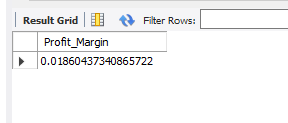 Result Grid Filter Rows:
Profit_Margin
0.01860437340865722